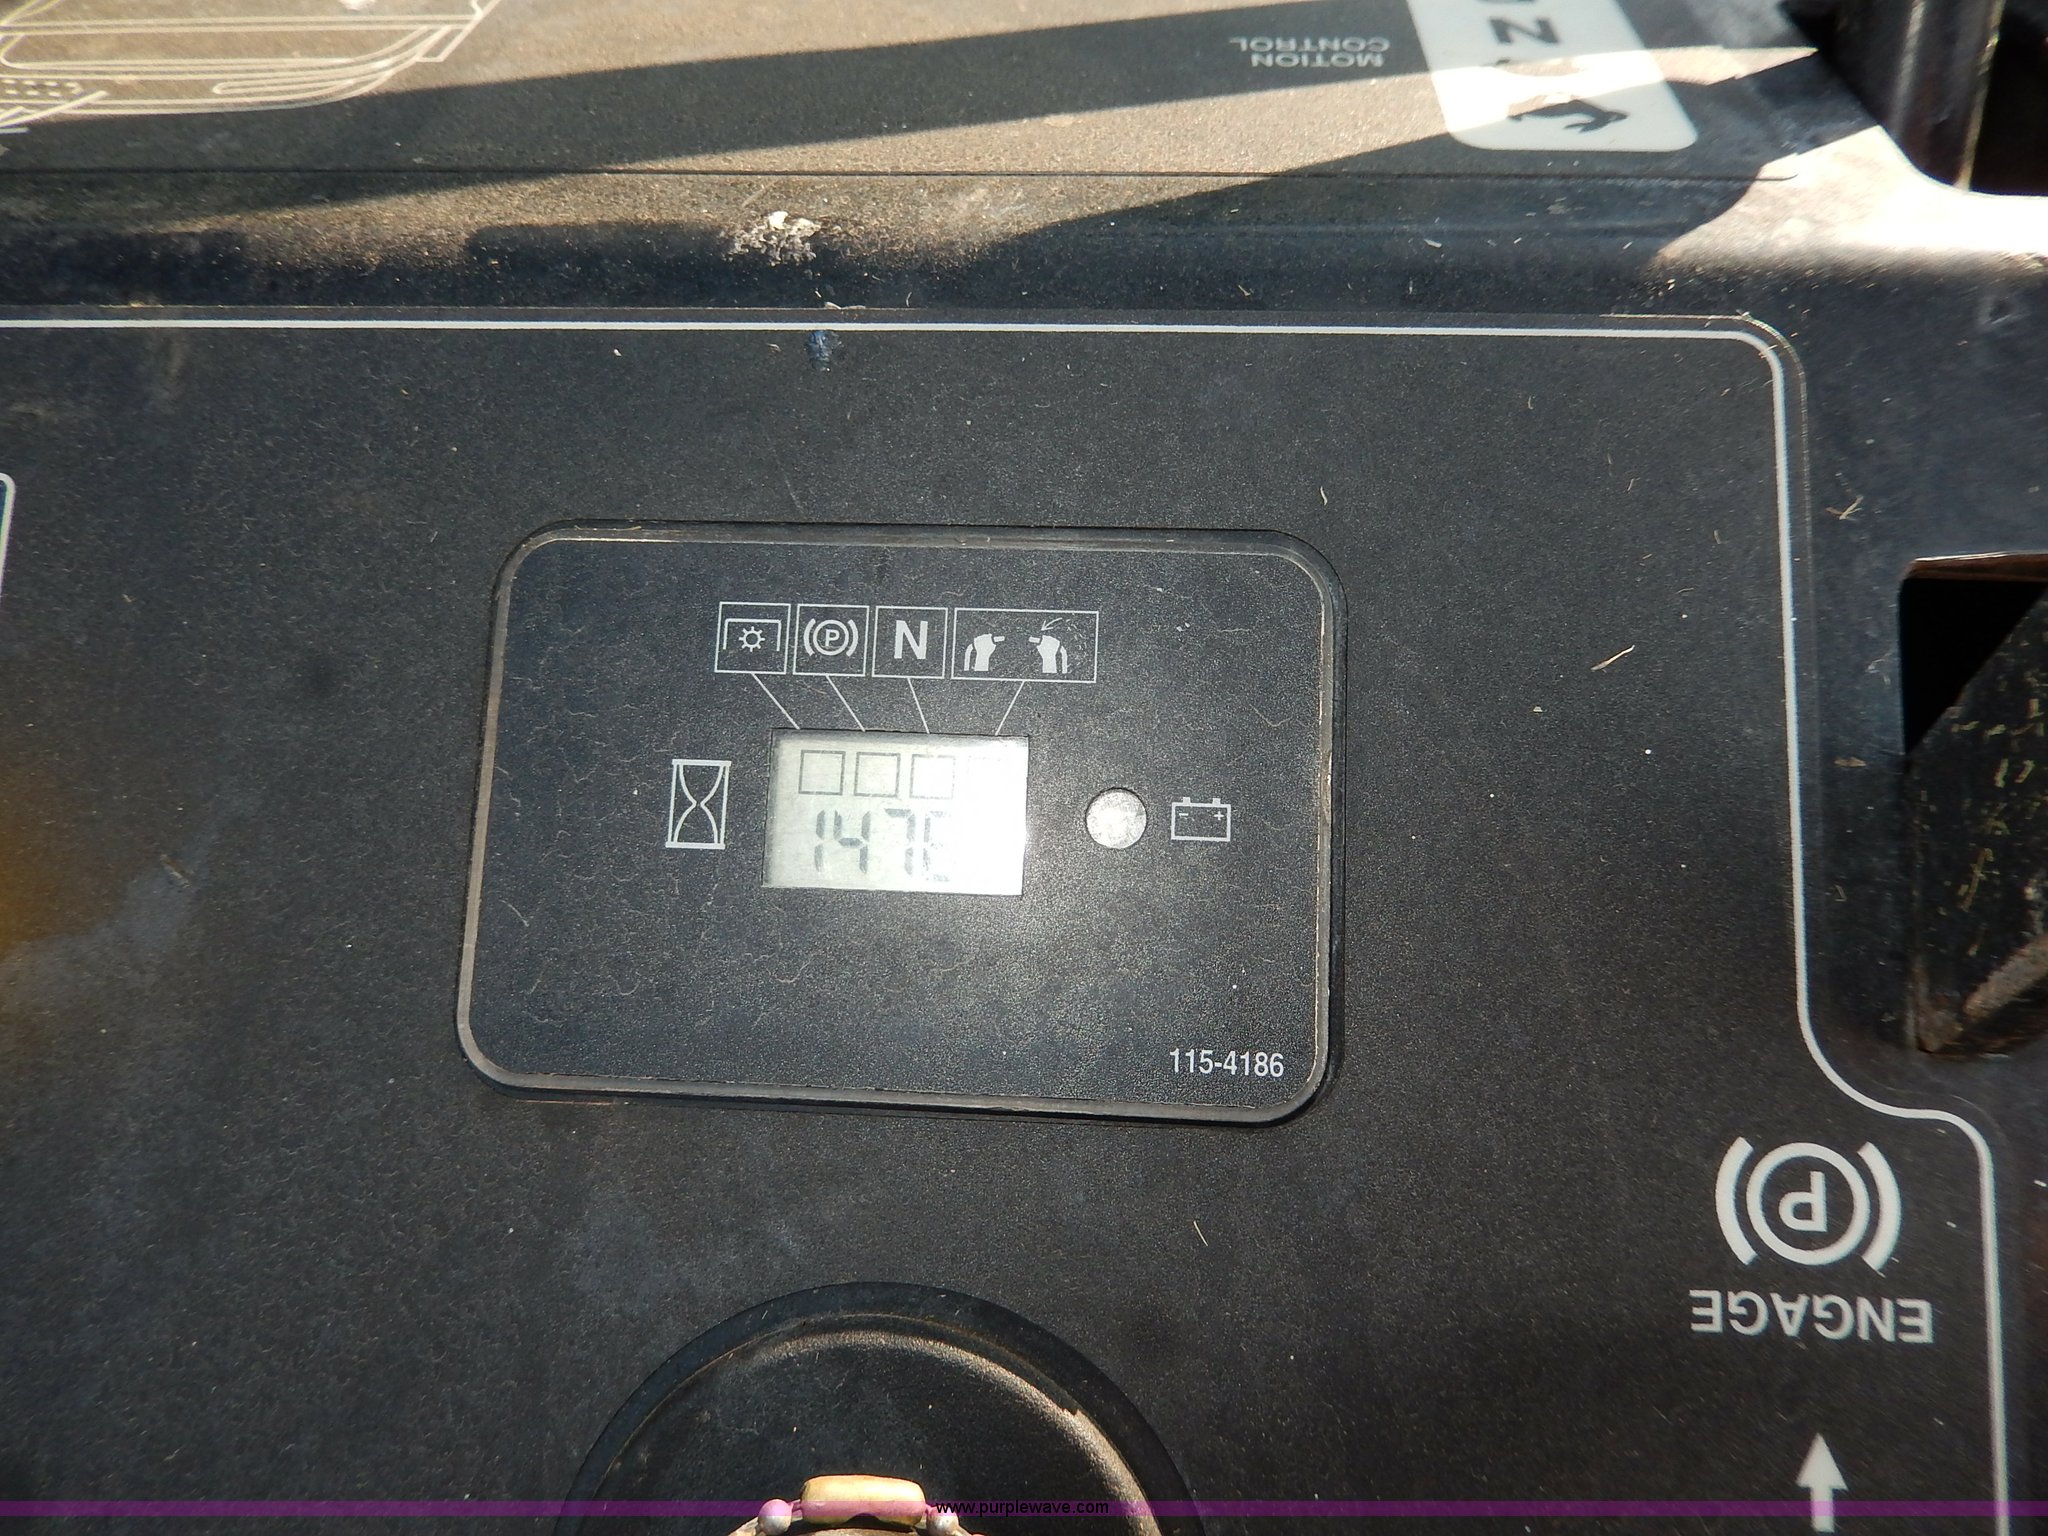 MOTION
CONTROL
N
P
N
147
115-4186
P
ENGAGE
www.purplewave.com